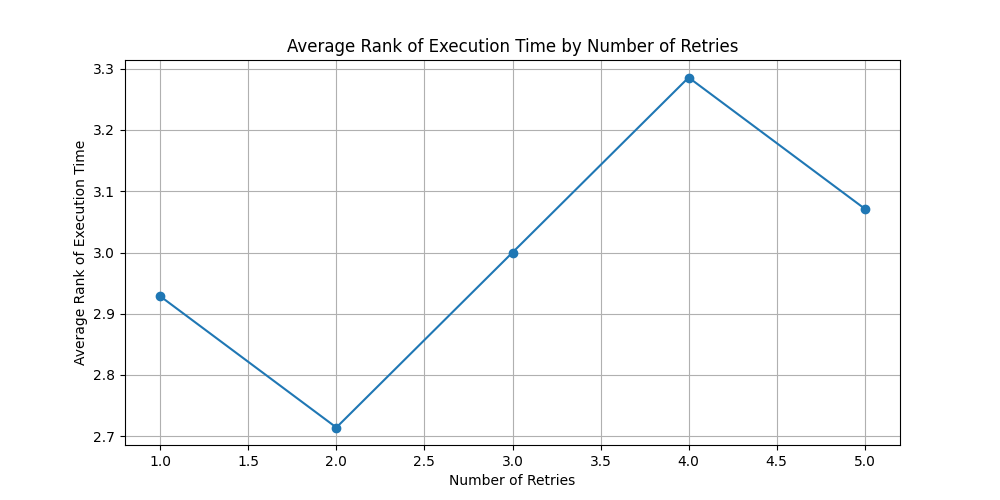 Average Rank of Execution Time by Number of Retries
Average Rank of Execution Time
3.3
3.2
3.1
3.0
2.9
2.8
2.7
1.0 1.5 2.0 2.5 3.0 3.5 4.0 4.5 5.0
Number of Retries